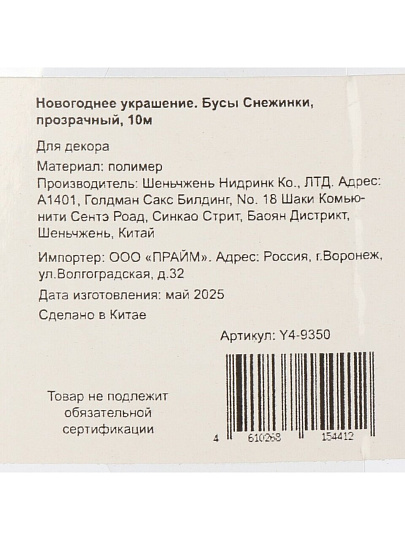 Новогоднее украшение. Бусы Снежинки,
прозрачный, 10м
Для декора
Материал: полимер
Производитель: Шеньчжень Нидринк Ко., ЛТД. Адрес:
А1401, Голдман Сакс Билдинг, No. 18 Шаки Комью-
нити Сентэ Роад, Синкао Стрит, Баоян Дистрикт,
Шеньчжень, Китай
Импортер: ООО «ПРАЙМ». Адрес: Россия, г.Воронеж,
ул.Волгоградская, д.32
Дата изготовления: май 2025
Сделано в Китае
Артикул: Y4-9350
Товар не подлежит
обязательной
сертификации
4 610268 154412